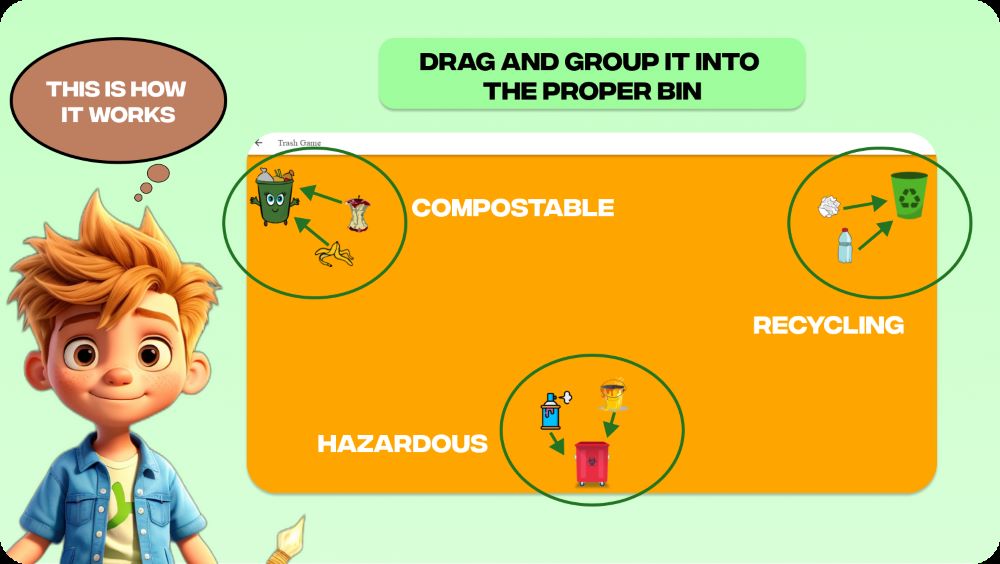 THIS IS HOW
IT WORKS
DRAG AND GROUP IT INTO
THE PROPER BIN
Trash Game
COMPOSTABLE
RECYCLING
HAZARDOUS